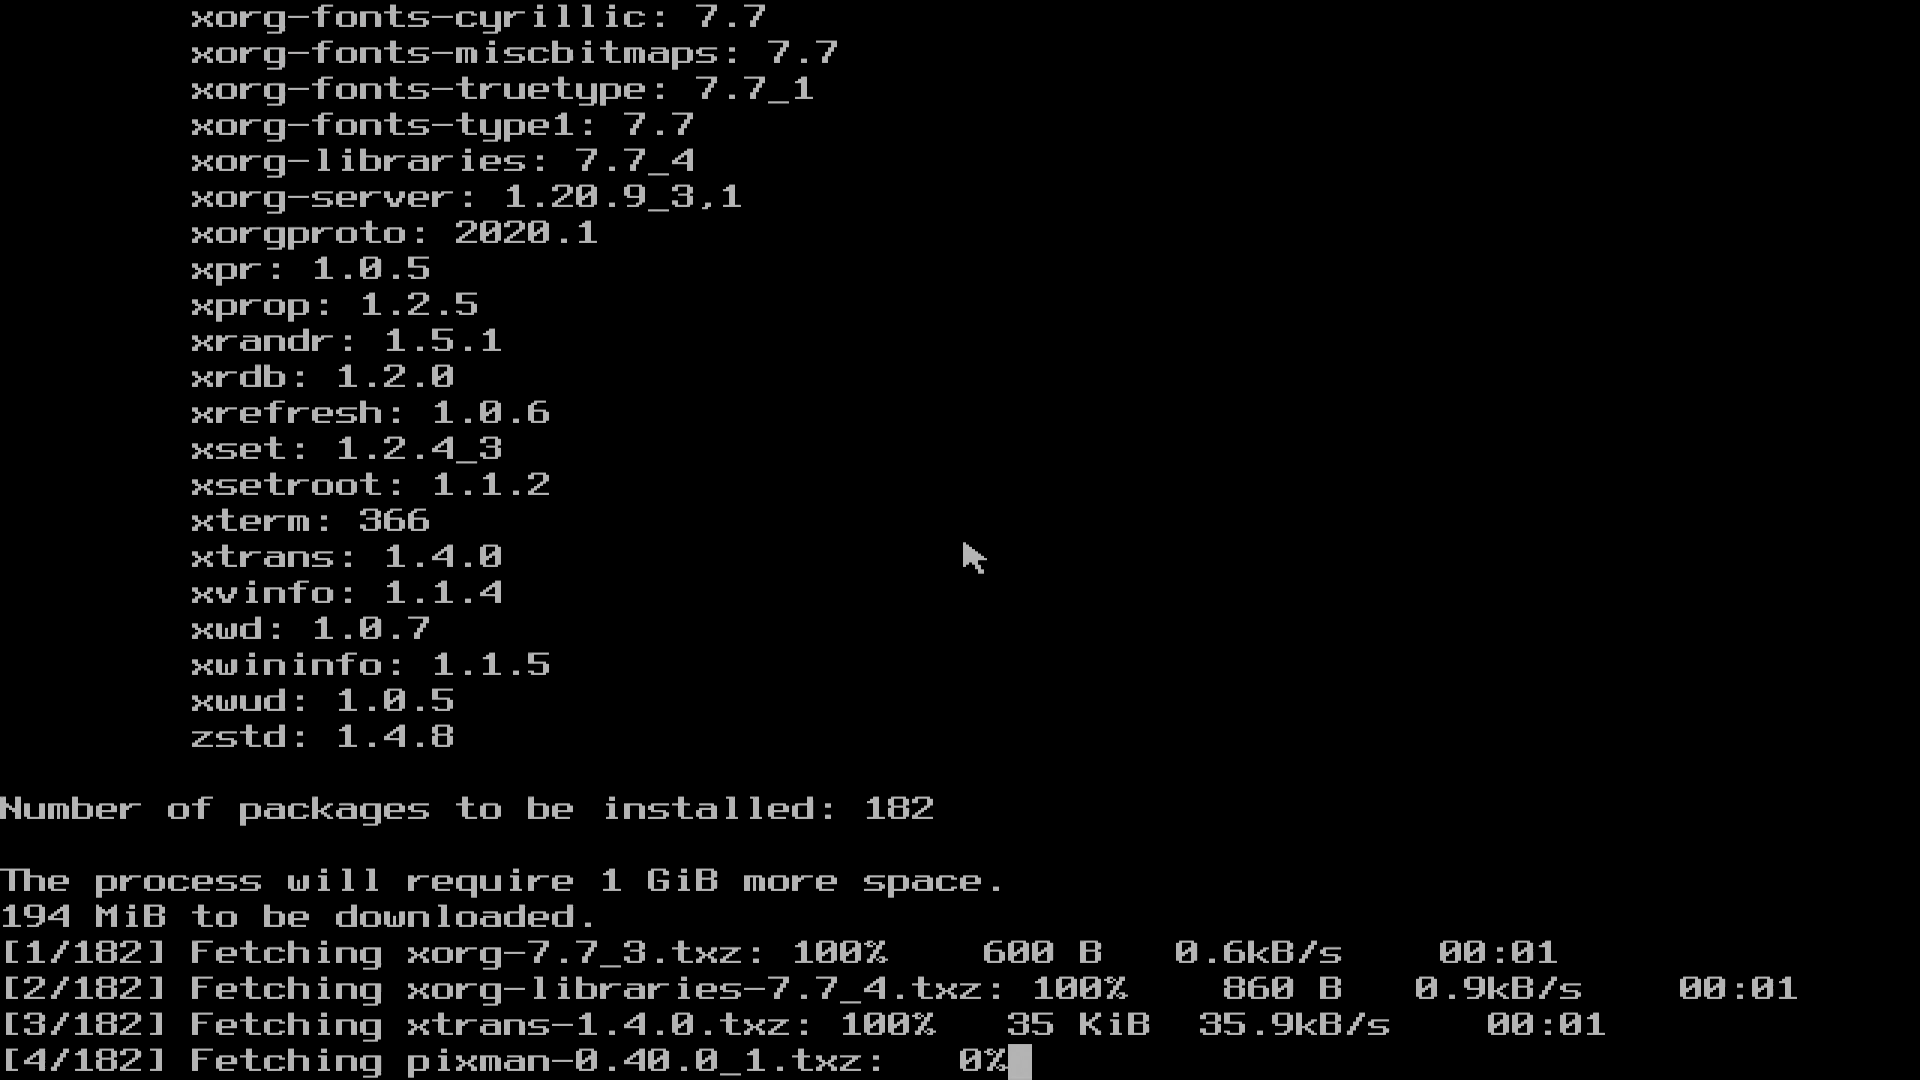 xorg-fonts-cyrillic: 7.7
xorg-fonts-miscbitmaps: 7.7
xorg-fonts-truetype: 7.7_1
xorg-fonts-type1: 7.7
xorg-libraries: 7.7_4
xorg-server: 1.20.9_3,1
xorgproto: 2020.1
xpr: 1.0.5
xprop: 1.2.5
xrandr: 1.5.1
xrdb: 1.2.0
xrefresh: 1.0.6
xset: 1.2.4_3
xsetroot: 1.1.2
xterm: 366
xtrans: 1.4.0
xvinfo: 1.1.4
xwd: 1.0.7
xwininfo: 1.1.5
xwud: 1.0.5
zstd: 1.4.8
Number of packages to be installed: 182
The process will require 1 GiB more space.
194 MiB to be downloaded.
[1/182] Fetching xorg-7.7_3.txz: 100%    600 B   0.6kB/s    00:01
[2/182] Fetching xorg-libraries-7.7_4.txz: 100%    860 B   0.9kB/s    00:01
[3/182] Fetching xtrans-1.4.0.txz: 100%   35 KiB  35.9kB/s    00:01
[4/182] Fetching pixman-0.40.0_1.txz:   0%